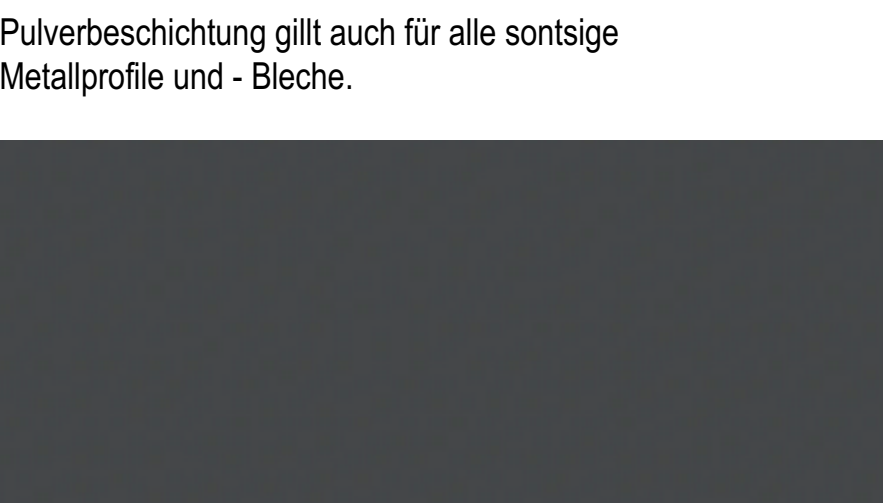 Pulverbeschichtung gillt auch für alle sontsige
Metallprofile und - Bleche.